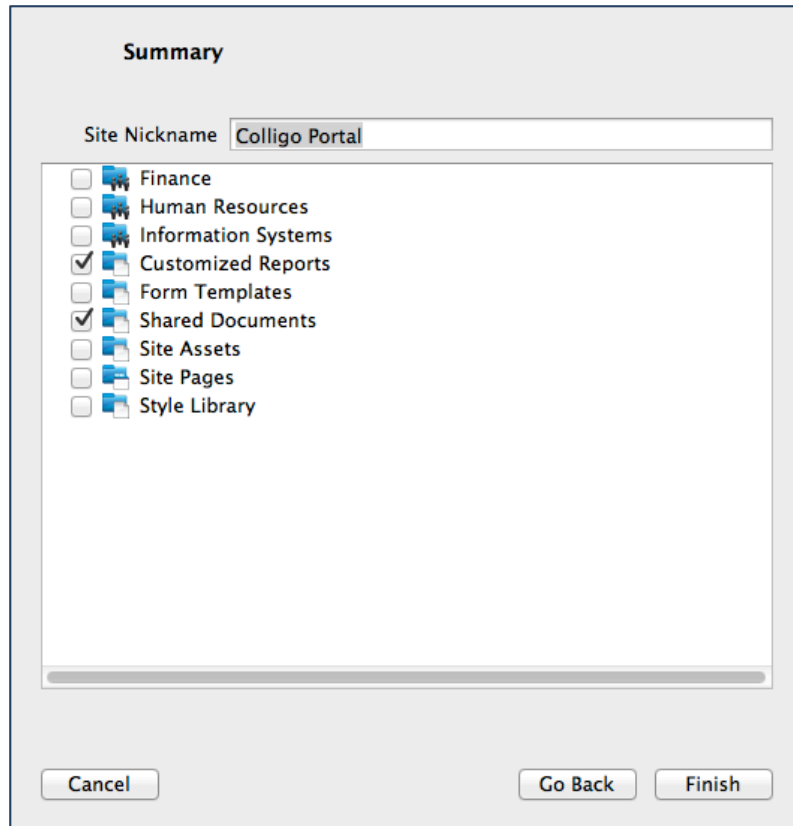 Summary
Site Nickname Colligo Portal
Finance
Human Resources
Information Systems
Customized Reports
Form Templates
Shared Documents
Site Assets
Site Pages
Style Library
Cancel Go Back Finish